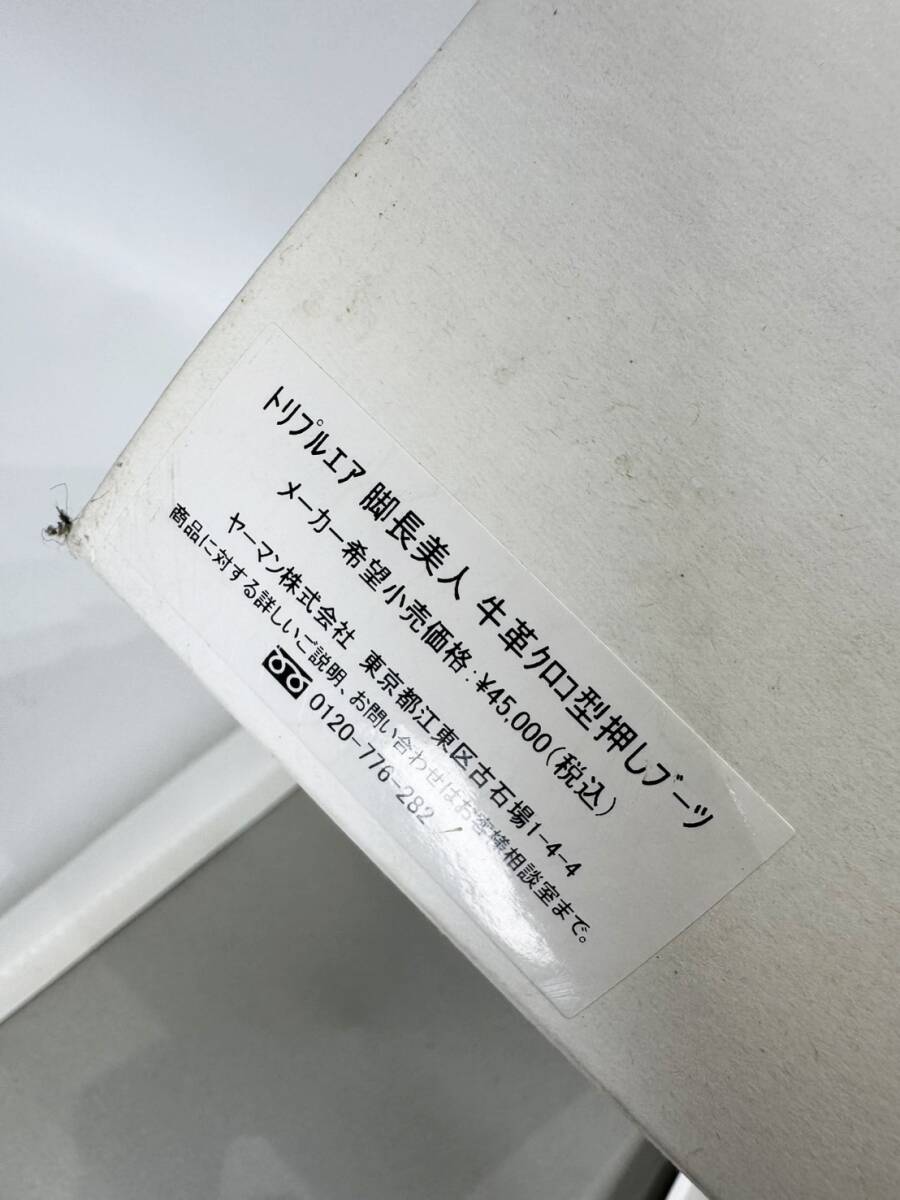 トリプルエア 脚長美人 牛革クロコ型押しブーツ
メーカー希望小売価格:¥45,000(税込)
ヤーマン株式会社 東京都江東区古石場1-4-4
商品に対する詳しいご説明、お問い合わせはお客様相談室まで。
0120-776-282